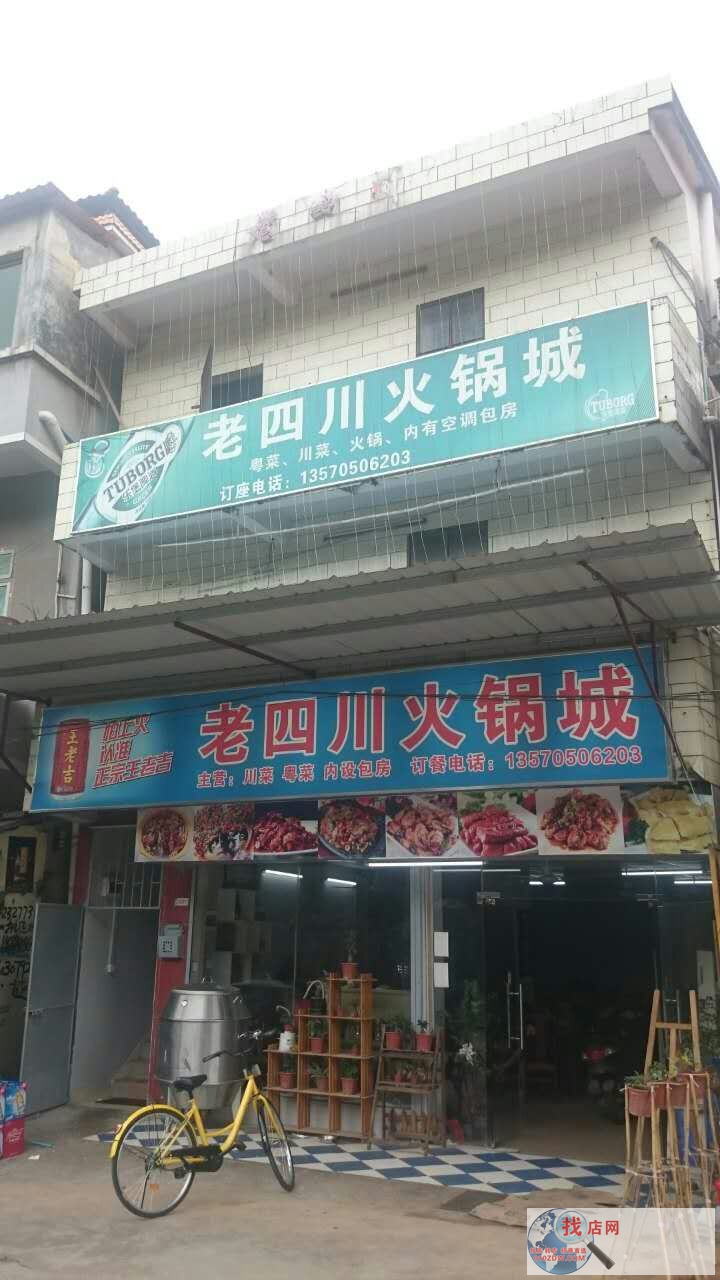 TUBORG
老四川火锅城
粤菜、川菜、火锅、内有空调包房
订座电话：13570506203
TUBORG
王老吉
怕上火
认准
正宗王老吉
老四川火锅城
主营：川菜 粤菜 内设包房 订餐电话：13570506203
找店网